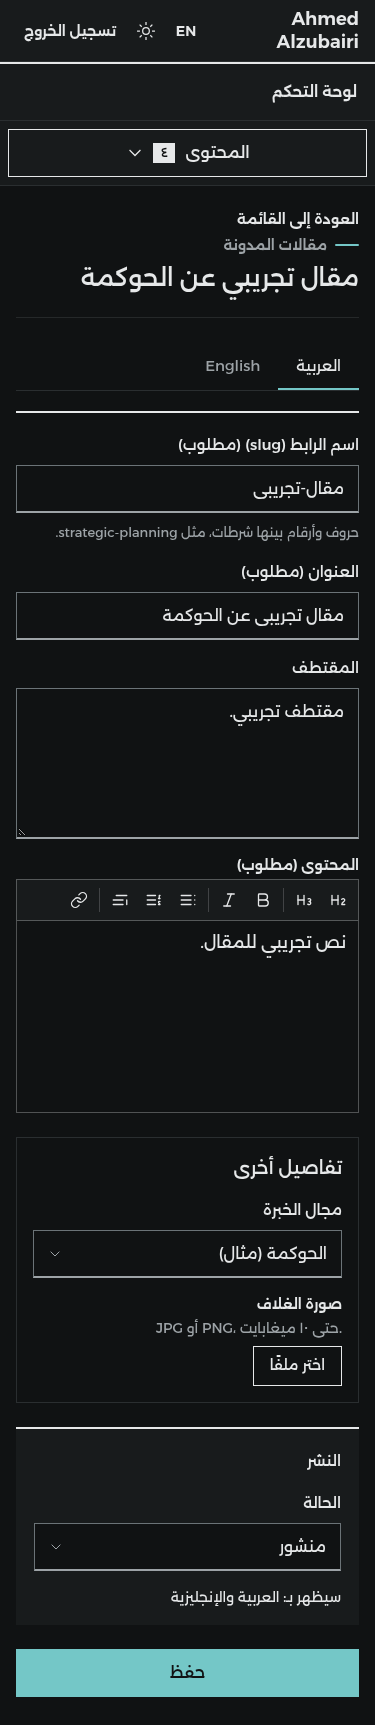 Ahmed
Alzubairi
EN
تسجيل الخروج
لوحة التحكم
المحتوى ٤
العودة إلى القائمة
مقالات المدونة
مقال تجريبي عن الحوكمة
العربية
English
اسم الرابط (slug) (مطلوب)
مقال-تجريبي
حروف وأرقام بينها شرطات، مثل strategic-planning.
العنوان (مطلوب)
مقال تجريبي عن الحوكمة
المقتطف
مقتطف تجريبي.
المحتوى (مطلوب)
H2 H3 B I
نص تجريبي للمقال.
تفاصيل أخرى
مجال الخبرة
الحوكمة (مثال)
صورة الغلاف
JPG أو PNG، حتى ١٠ ميغابايت.
اختر ملفًا
النشر
الحالة
منشور
سيظهر بـ: العربية والإنجليزية
حفظ